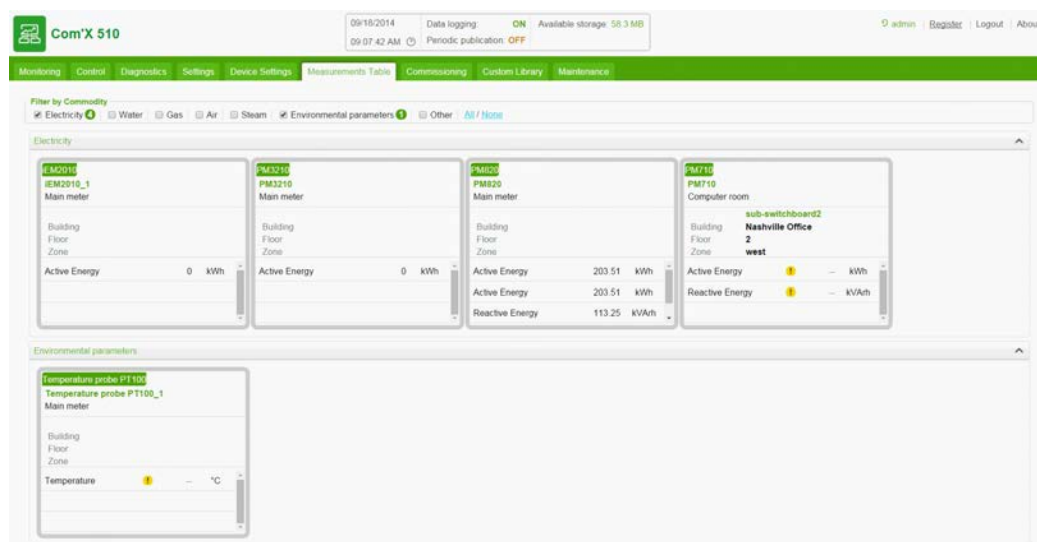 Com'X 510
09/18/2014
09:07:42 AM
Data logging: ON Available storage: 58.3 MB
Periodic publication: OFF
admin | Register | Logout | Abou
Monitoring Control Diagnostics Settings Device Settings Measurements Table Commissioning Custom Library Maintenance
Filter by Commodity
Electricity 4 Water Gas Air Steam Environmental parameters 1 Other All / None
Electricity
iEM2010
iEM2010_1
Main meter
Building
Floor
Zone
Active Energy 0 kWh
PM3210
PM3210
Main meter
Building
Floor
Zone
Active Energy 0 kWh
PM820
PM820
Main meter
Building
Floor
Zone
Active Energy 203.51 kWh
Active Energy 203.51 kWh
Reactive Energy 113.25 kVArh
PM710
PM710
Computer room
sub-switchboard2
Building Nashville Office
Floor 2
Zone west
Active Energy ! -- kWh
Reactive Energy ! -- kVArh
Environmental parameters
Temperature probe PT100
Temperature probe PT100_1
Main meter
Building
Floor
Zone
Temperature ! -- °C